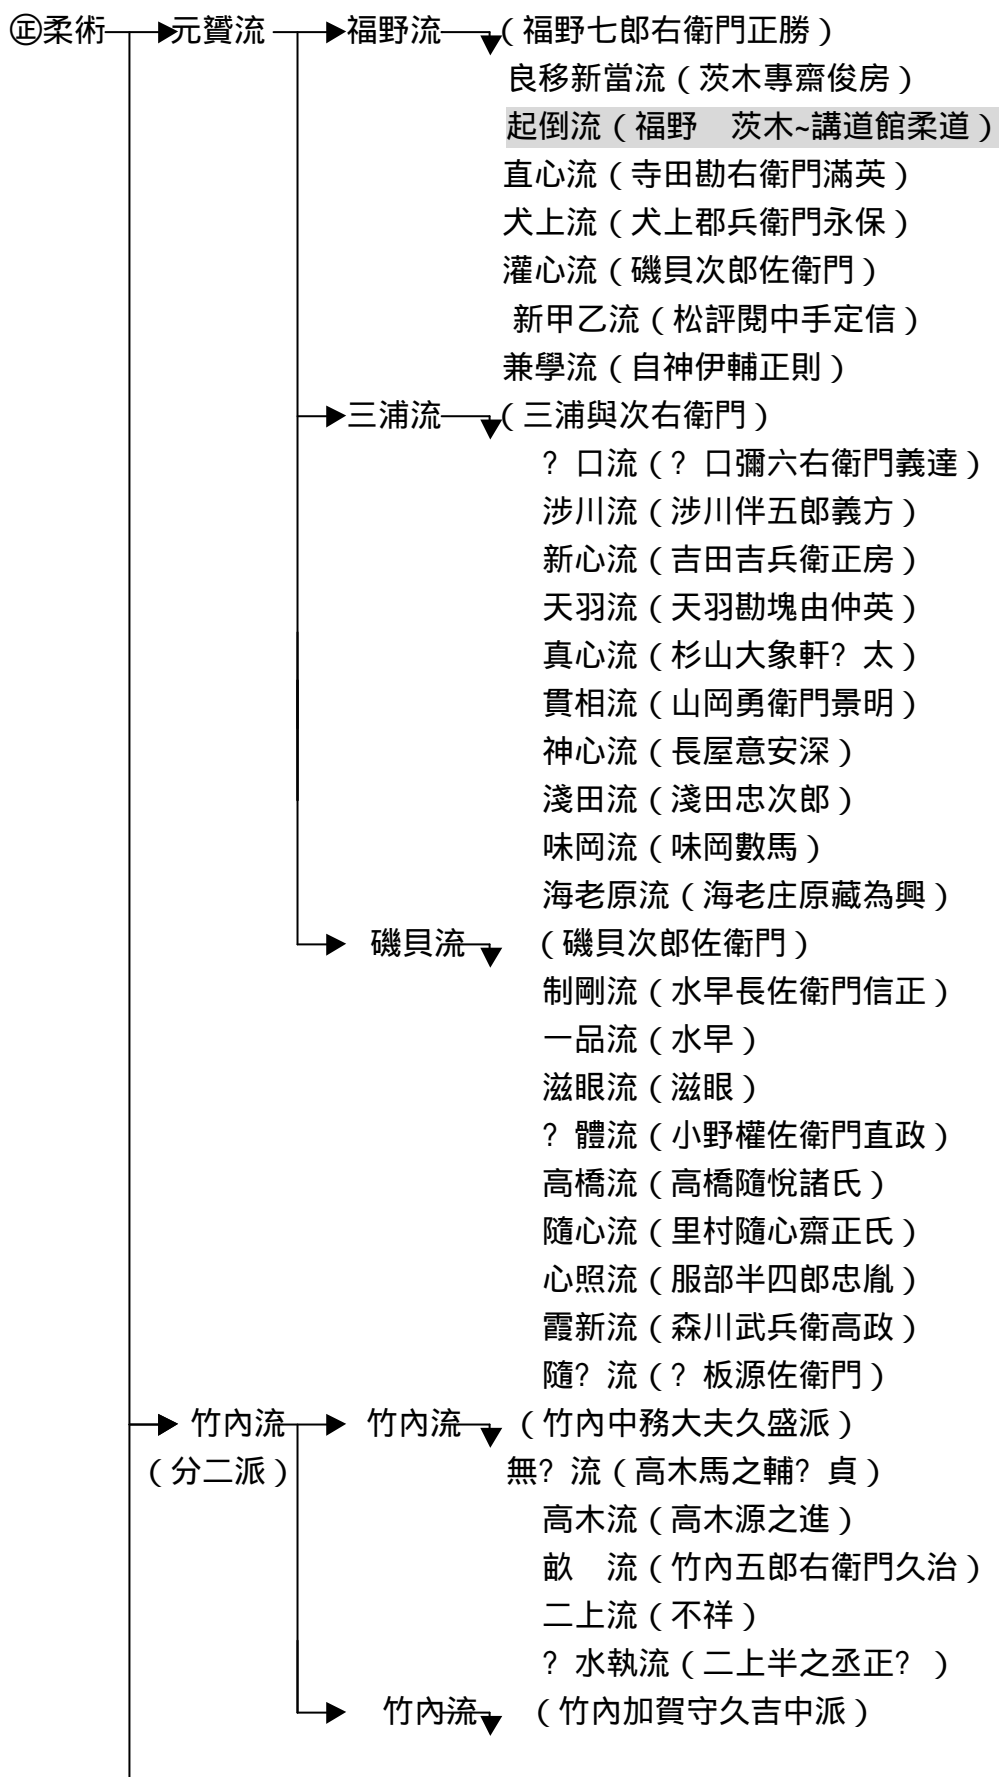 ㊣柔術 元贇流 福野流 (福野七郎右衛門正勝)
良移新當流(茨木專齋俊房)
起倒流(福野　茨木~講道館柔道)
直心流(寺田勘右衛門滿英)
犬上流(犬上郡兵衛門永保)
灌心流(磯貝次郎佐衛門)
新甲乙流(松評閱中手定信)
兼學流(自神伊輔正則)
三浦流 (三浦與次右衛門)
? 口流(? 口彌六右衛門義達)
涉川流(涉川伴五郎義方)
新心流(吉田吉兵衛正房)
天羽流(天羽勘塊由仲英)
真心流(杉山大象軒? 太)
貫相流(山岡勇衛門景明)
神心流(長屋意安深)
淺田流(淺田忠次郎)
味岡流(味岡數馬)
海老原流(海老庄原藏為興)
磯貝流 (磯貝次郎佐衛門)
制剛流(水早長佐衛門信正)
一品流(水早)
滋眼流(滋眼)
? 體流(小野權佐衛門直政)
高橋流(高橋隨悅諸氏)
隨心流(里村隨心齋正氏)
心照流(服部半四郎忠胤)
霞新流(森川武兵衛高政)
隨? 流(? 板源佐衛門)
竹內流 竹內流 (竹內中務大夫久盛派)
(分二派) 無? 流(高木馬之輔? 貞)
高木流(高木源之進)
畝　流(竹內五郎右衛門久治)
二上流(不祥)
? 水執流(二上半之丞正? )
竹內流 (竹內加賀守久吉中派)